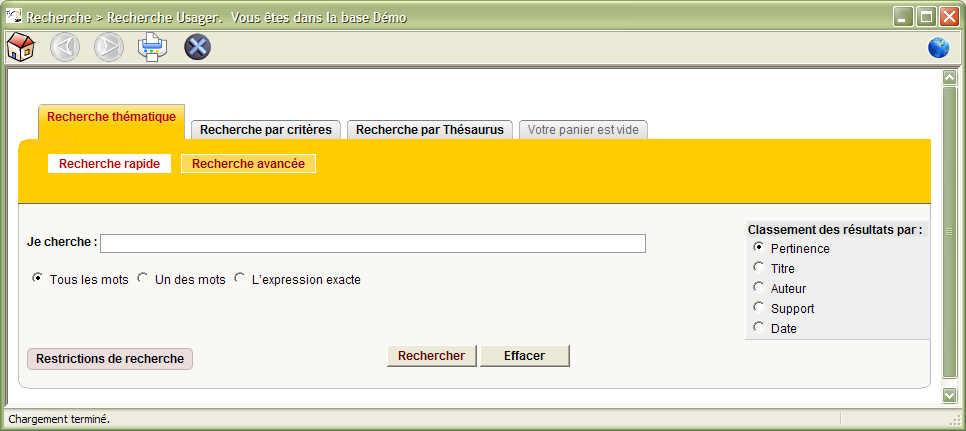 Recherche > Recherche Usager.  Vous êtes dans la base Démo
Recherche thématique
Recherche par critères
Recherche par Thésaurus
Votre panier est vide
Recherche rapide
Recherche avancée
Je cherche :
Classement des résultats par :
Pertinence
Titre
Auteur
Support
Date
Tous les mots
Un des mots
L'expression exacte
Restrictions de recherche
Rechercher
Effacer
Chargement terminé.